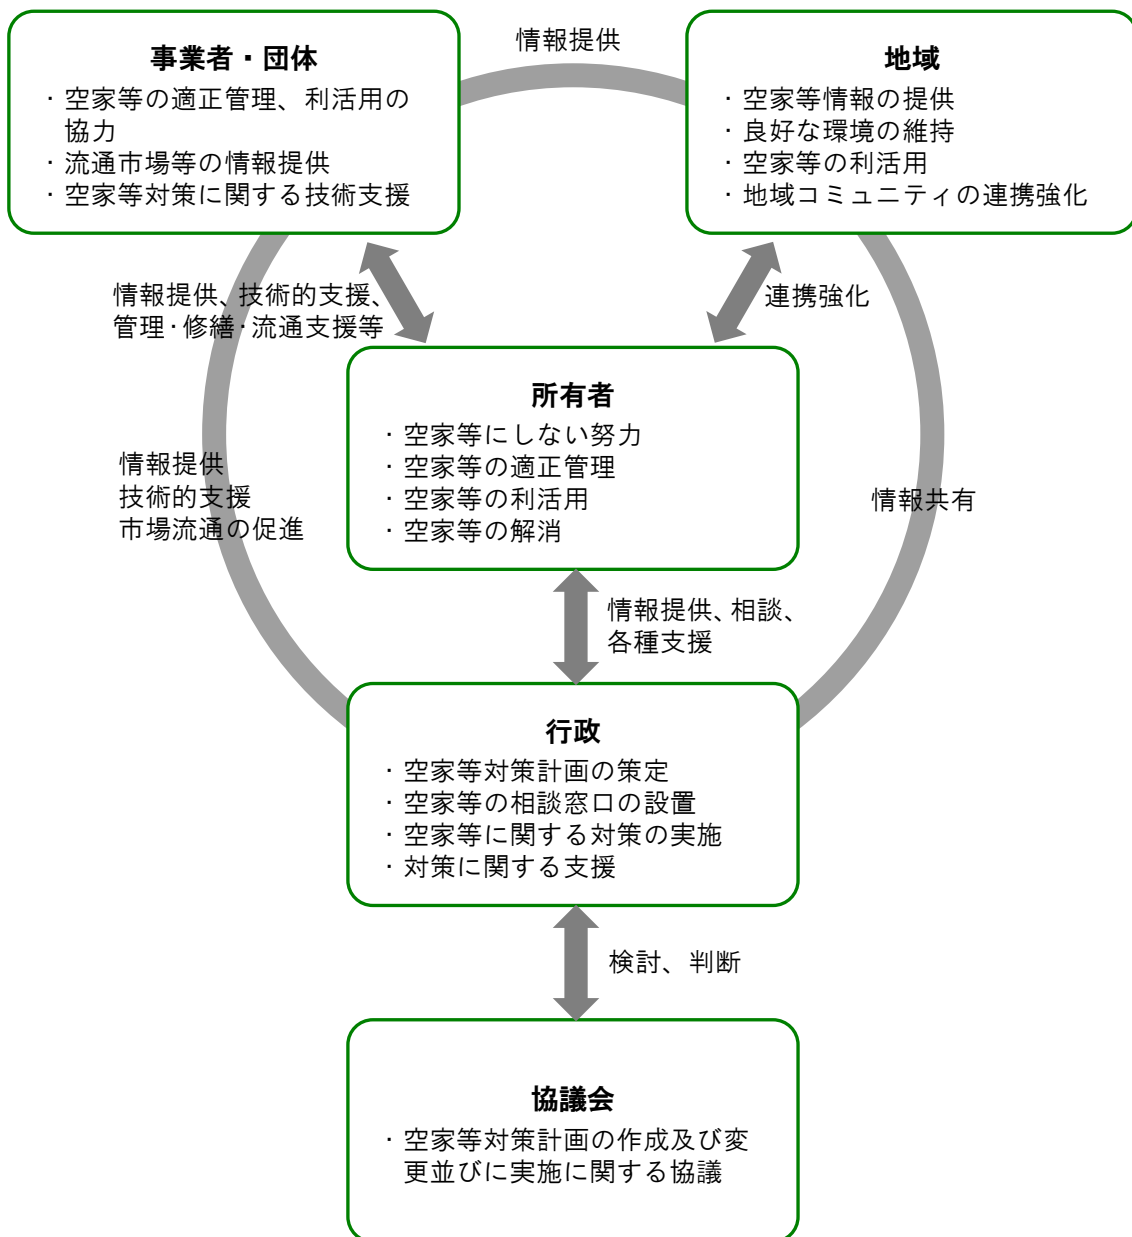 情報提供
事業者・団体
・空家等の適正管理、利活用の
協力
・流通市場等の情報提供
・空家等対策に関する技術支援
地域
・空家等情報の提供
・良好な環境の維持
・空家等の利活用
・地域コミュニティの連携強化
情報提供、技術的支援、
管理・修繕・流通支援等
連携強化
所有者
・空家等にしない努力
・空家等の適正管理
・空家等の利活用
・空家等の解消
情報提供
技術的支援
市場流通の促進
情報共有
情報提供、相談、
各種支援
行政
・空家等対策計画の策定
・空家等の相談窓口の設置
・空家等に関する対策の実施
・対策に関する支援
検討、判断
協議会
・空家等対策計画の作成及び変
更並びに実施に関する協議